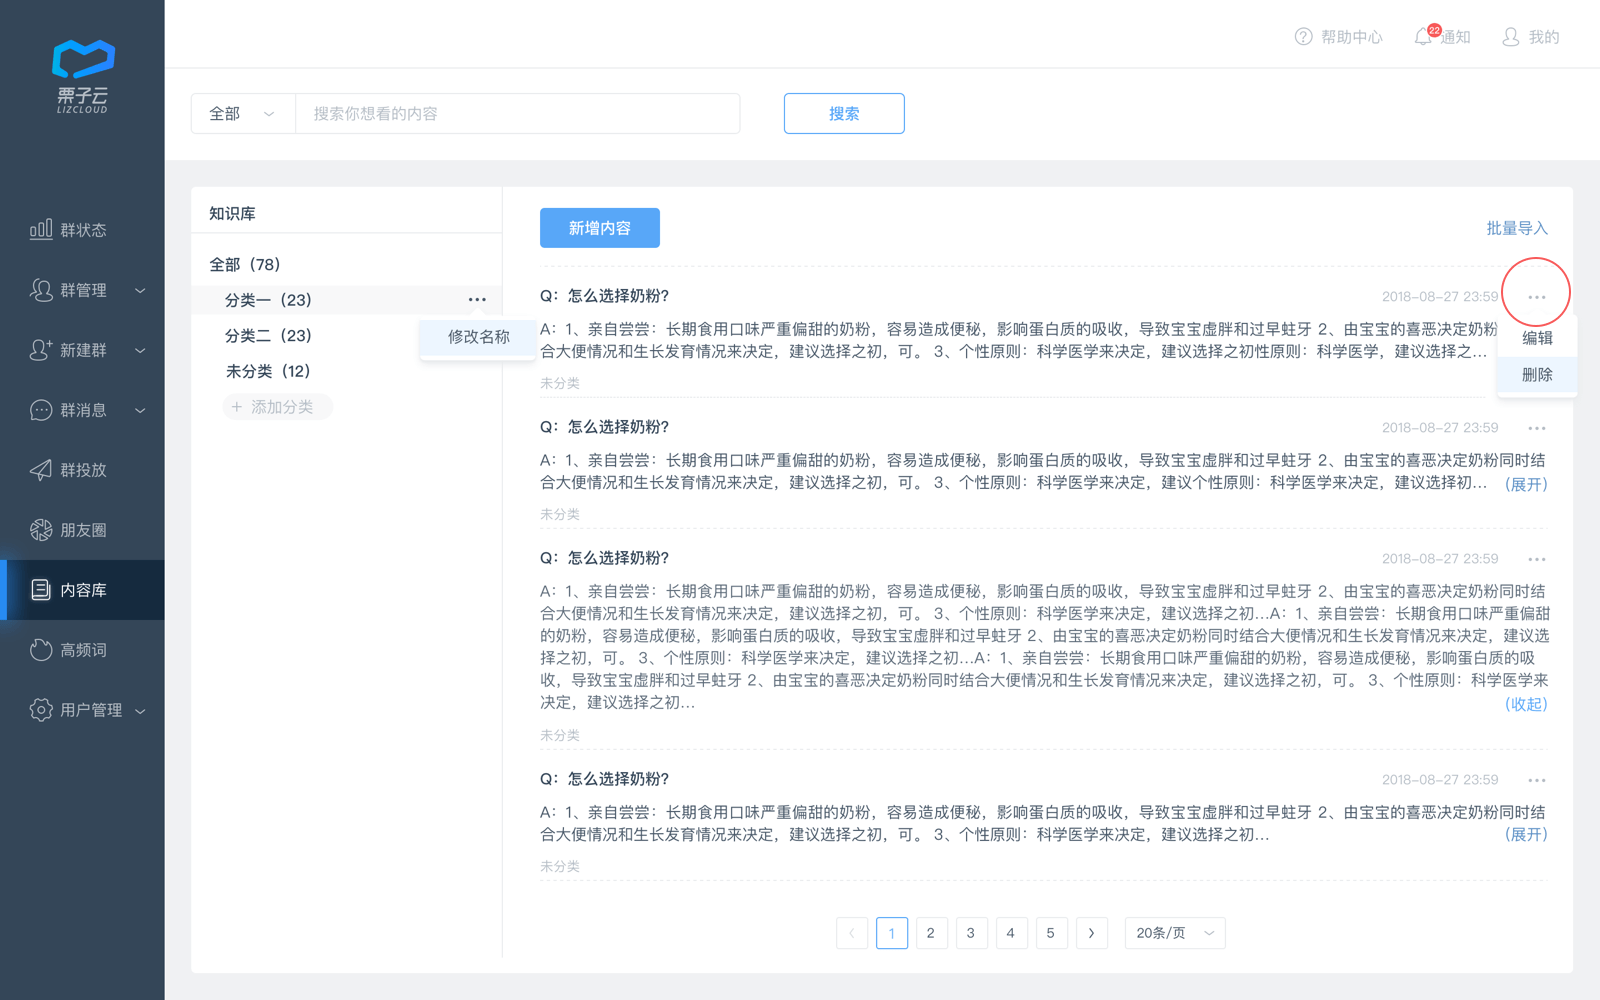 栗子云
LIZCLOUD
群状态
群管理
新建群
群消息
群投放
朋友圈
内容库
高频词
用户管理
帮助中心
22
通知
我的
全部
搜索你想看的内容
搜索
知识库
全部（78）
分类一（23）
分类二（23）
未分类（12）
+ 添加分类
修改名称
新增内容
批量导入
Q：怎么选择奶粉?
2018-08-27 23:59
A：1、亲自尝尝：长期食用口味严重偏甜的奶粉，容易造成便秘，影响蛋白质的吸收，导致宝宝虚胖和过早蛀牙 2、由宝宝的喜恶决定奶粉
合大便情况和生长发育情况来决定，建议选择之初，可。 3、个性原则：科学医学来决定，建议选择之初性原则：科学医学，建议选择之...
未分类
编辑
删除
Q：怎么选择奶粉?
2018-08-27 23:59
A：1、亲自尝尝：长期食用口味严重偏甜的奶粉，容易造成便秘，影响蛋白质的吸收，导致宝宝虚胖和过早蛀牙 2、由宝宝的喜恶决定奶粉同时结
合大便情况和生长发育情况来决定，建议选择之初，可。 3、个性原则：科学医学来决定，建议个性原则：科学医学来决定，建议选择初...（展开）
未分类
Q：怎么选择奶粉?
2018-08-27 23:59
A：1、亲自尝尝：长期食用口味严重偏甜的奶粉，容易造成便秘，影响蛋白质的吸收，导致宝宝虚胖和过早蛀牙 2、由宝宝的喜恶决定奶粉同时结
合大便情况和生长发育情况来决定，建议选择之初，可。 3、个性原则：科学医学来决定，建议选择之初...A：1、亲自尝尝：长期食用口味严重偏甜
的奶粉，容易造成便秘，影响蛋白质的吸收，导致宝宝虚胖和过早蛀牙 2、由宝宝的喜恶决定奶粉同时结合大便情况和生长发育情况来决定，建议选
择之初，可。 3、个性原则：科学医学来决定，建议选择之初...A：1、亲自尝尝：长期食用口味严重偏甜的奶粉，容易造成便秘，影响蛋白质的吸
收，导致宝宝虚胖和过早蛀牙 2、由宝宝的喜恶决定奶粉同时结合大便情况和生长发育情况来决定，建议选择之初，可。 3、个性原则：科学医学来
决定，建议选择之初...（收起）
未分类
Q：怎么选择奶粉?
2018-08-27 23:59
A：1、亲自尝尝：长期食用口味严重偏甜的奶粉，容易造成便秘，影响蛋白质的吸收，导致宝宝虚胖和过早蛀牙 2、由宝宝的喜恶决定奶粉同时结
合大便情况和生长发育情况来决定，建议选择之初，可。 3、个性原则：科学医学来决定，建议选择之初...（展开）
未分类
1 2 3 4 5
20条/页